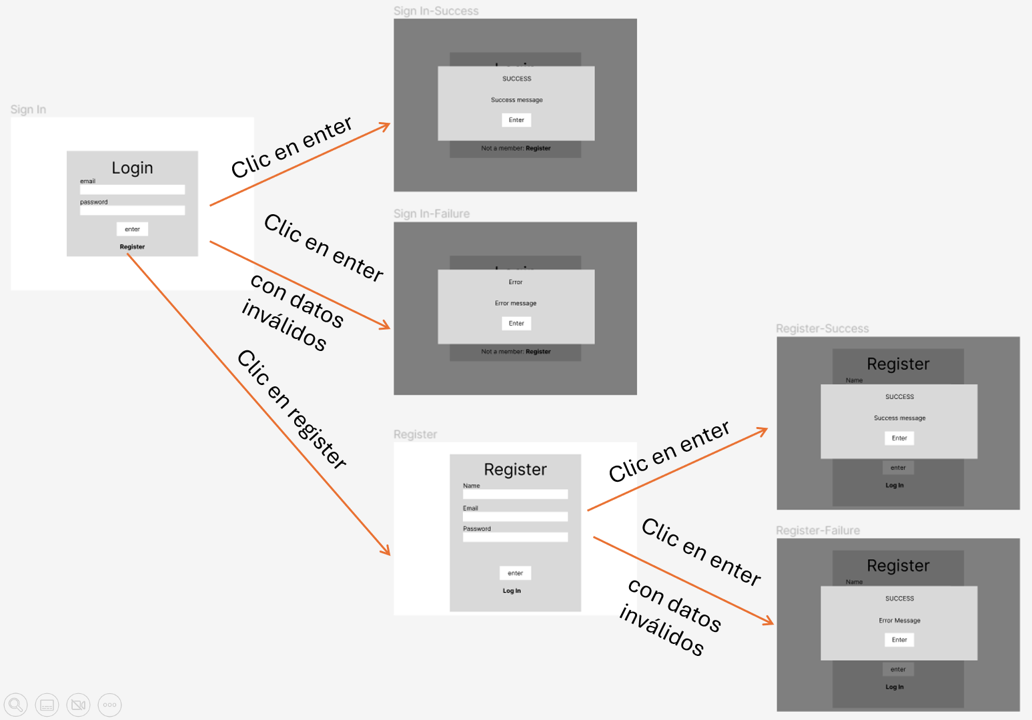 Sign In
Login
email
password
enter
Register
Clic en enter
Clic en enter
con datos
inválidos
Clic en register
Sign In-Success
SUCCESS
Success message
Enter
Not a member: Register
Sign In-Failure
Error
Error message
Enter
Not a member: Register
Register
Register
Name
Email
Password
enter
Log In
Clic en enter
Clic en enter
con datos
inválidos
Register-Success
Register
Name
SUCCESS
Success message
Enter
enter
Log In
Register-Failure
Register
Name
SUCCESS
Error Message
Enter
enter
Log In